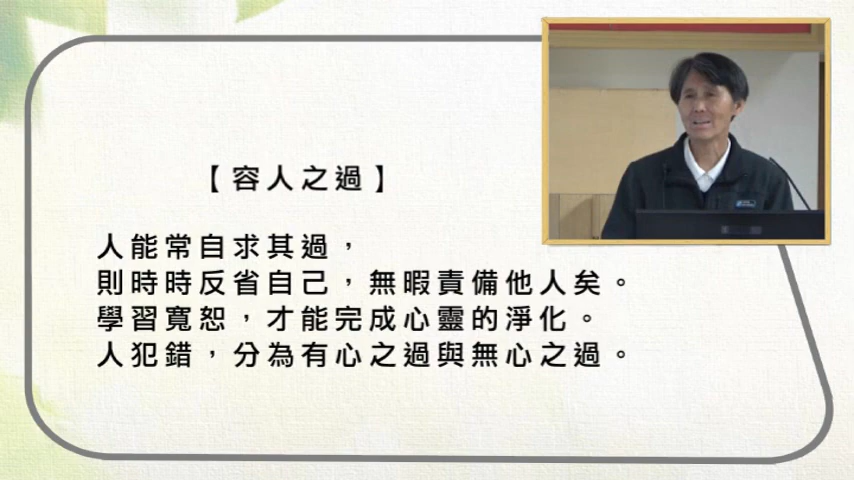 【容人之過】
人能常自求其過，
則時時反省自己，無暇責備他人矣。
學習寬恕，才能完成心靈的淨化。
人犯錯，分為有心之過與無心之過。